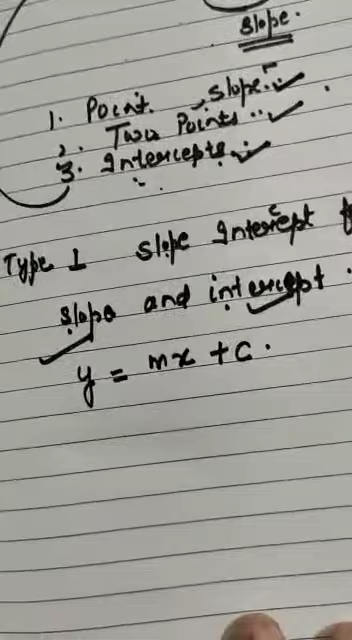 slope.
1. Point, slope.
2. Two Points
3. Intercepts
Type 1 Slope Intercept
slope and intercept.
y = mx + c.